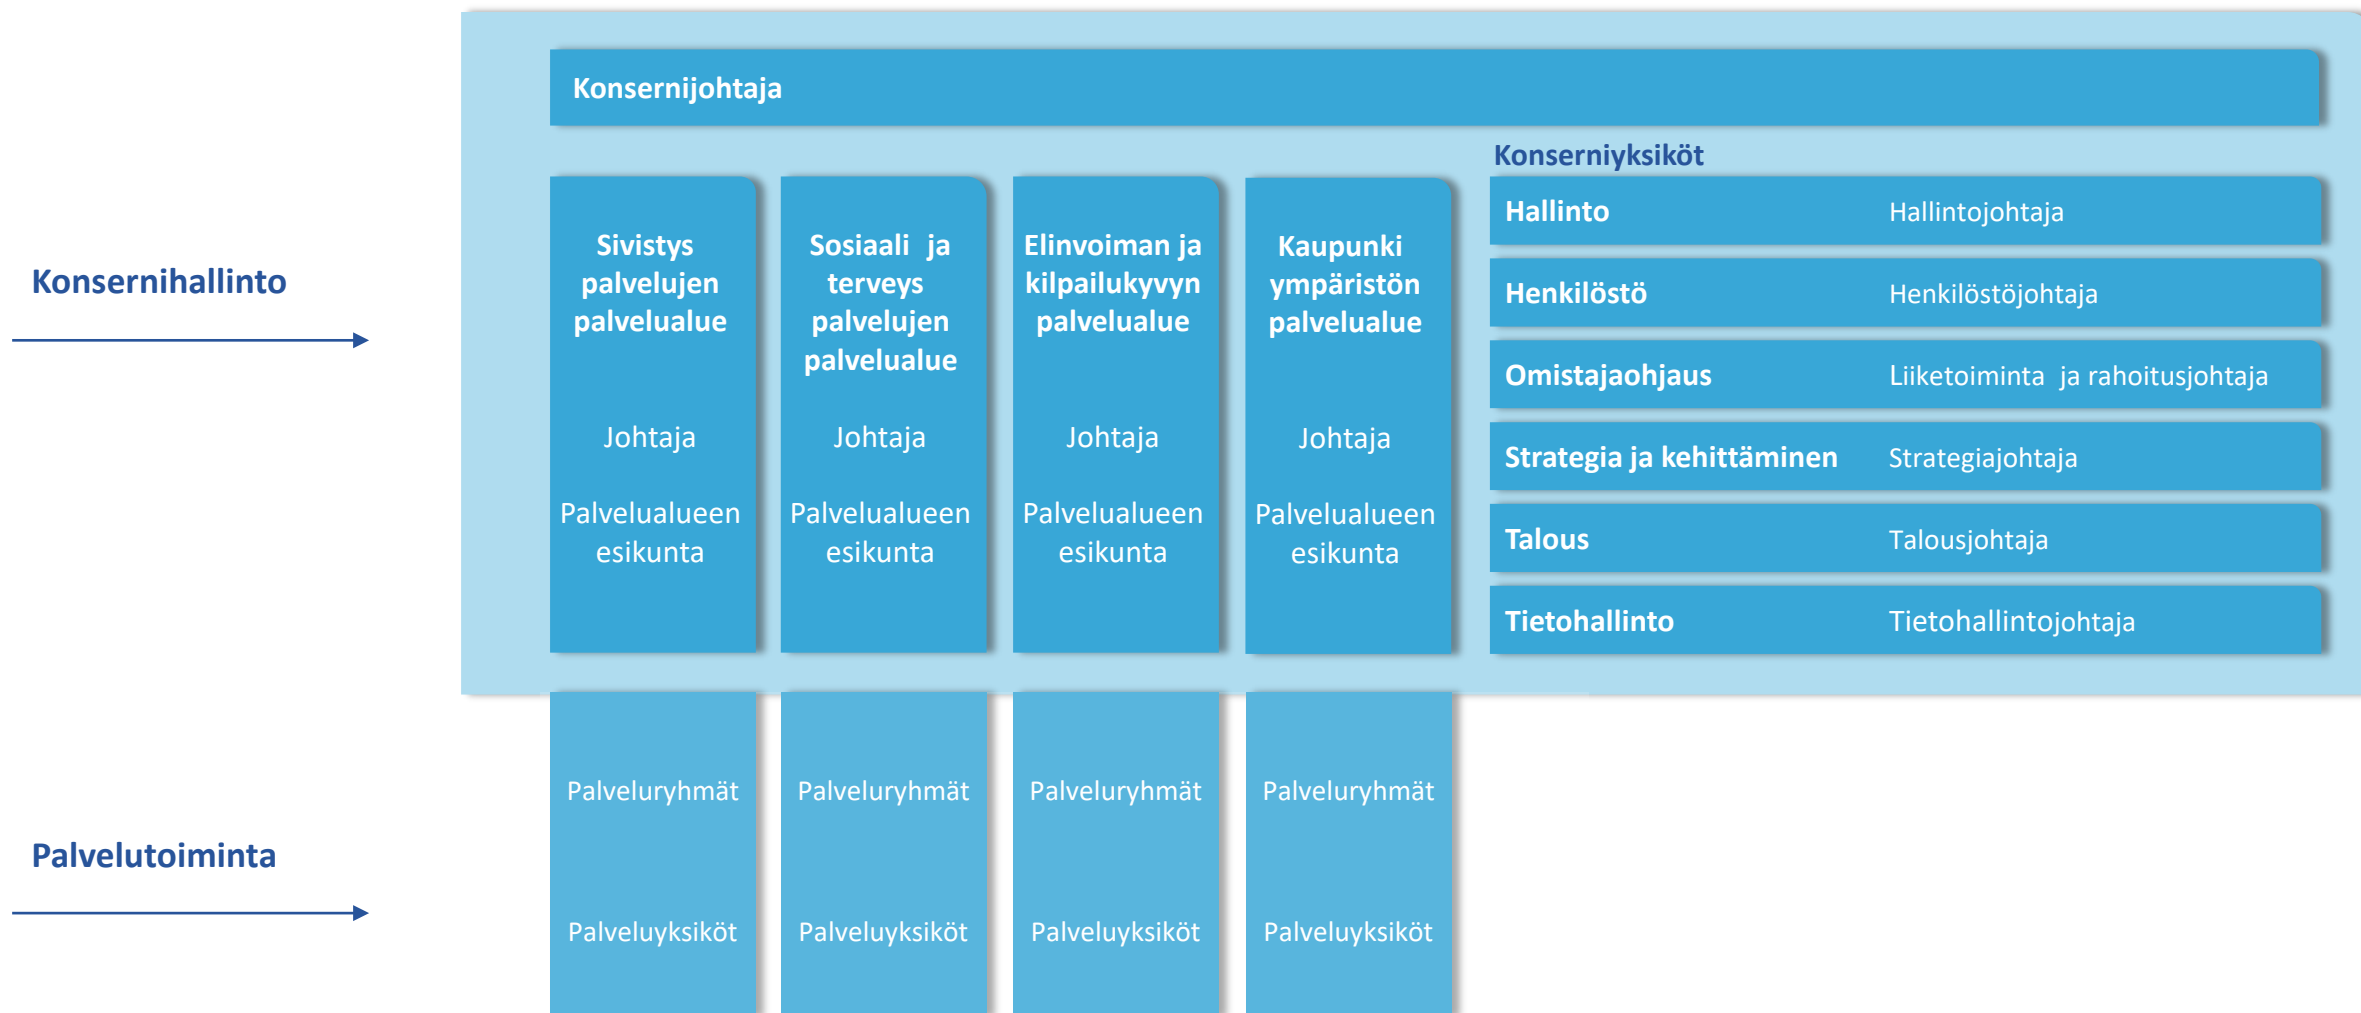 Konsernijohtaja
Konsernihallinto
Sivistys
palvelujen
palvelualue
Johtaja
Palvelualueen
esikunta
Sosiaali  ja
terveys
palvelujen
palvelualue
Johtaja
Palvelualueen
esikunta
Elinvoiman ja
kilpailukyvyn
palvelualue
Johtaja
Palvelualueen
esikunta
Kaupunki
ympäristön
palvelualue
Johtaja
Palvelualueen
esikunta
Konserniyksiköt
Hallinto Hallintojohtaja
Henkilöstö Henkilöstöjohtaja
Omistajaohjaus Liiketoiminta  ja rahoitusjohtaja
Strategia ja kehittäminen Strategiajohtaja
Talous Talousjohtaja
Tietohallinto Tietohallintojohtaja
Palvelutoiminta
Palveluryhmät Palveluryhmät Palveluryhmät Palveluryhmät
Palveluyksiköt Palveluyksiköt Palveluyksiköt Palveluyksiköt